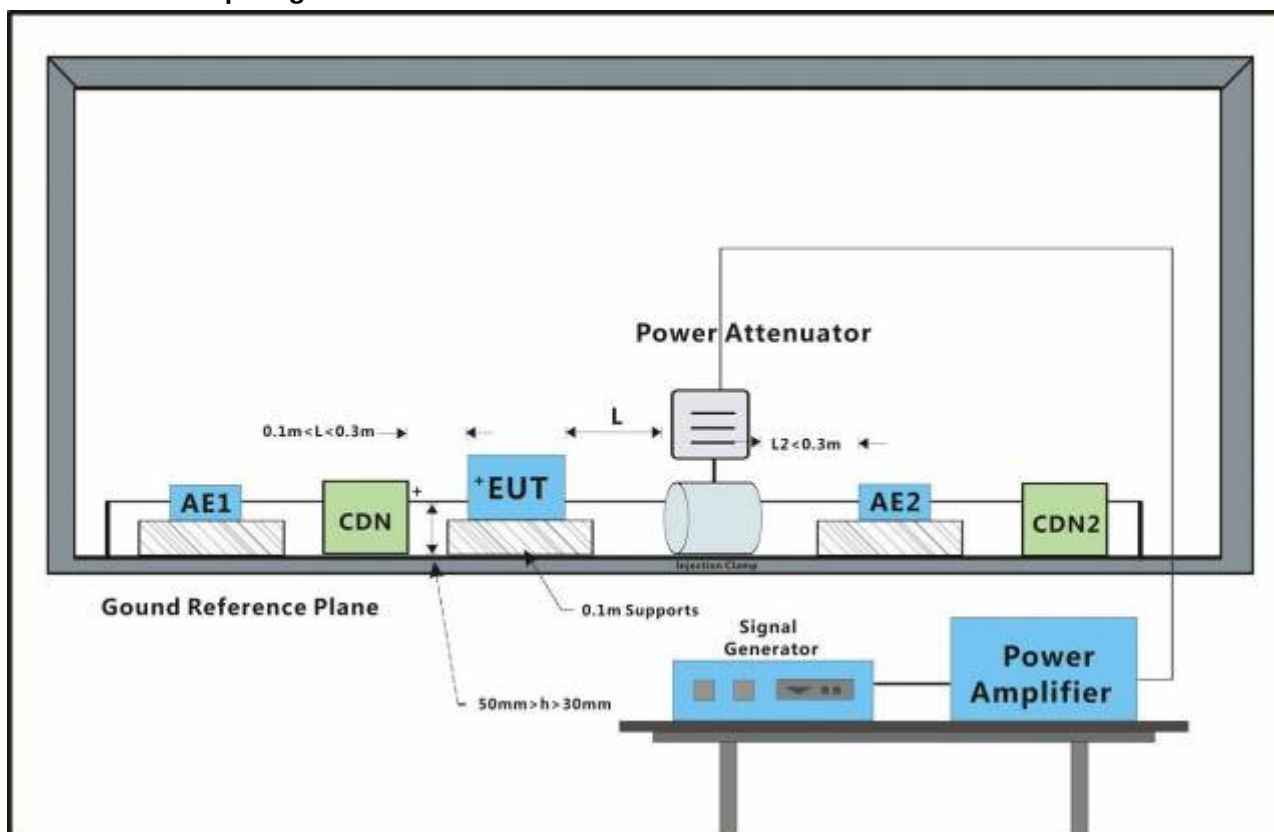 Power Attenuator
0.1m<L<0.3m
L
L2<0.3m
AE1
CDN
+
+EUT
AE2
CDN2
Injection Clamp
Gound Reference Plane
0.1m Supports
Signal
Generator
Power
Amplifier
50mm>h>30mm